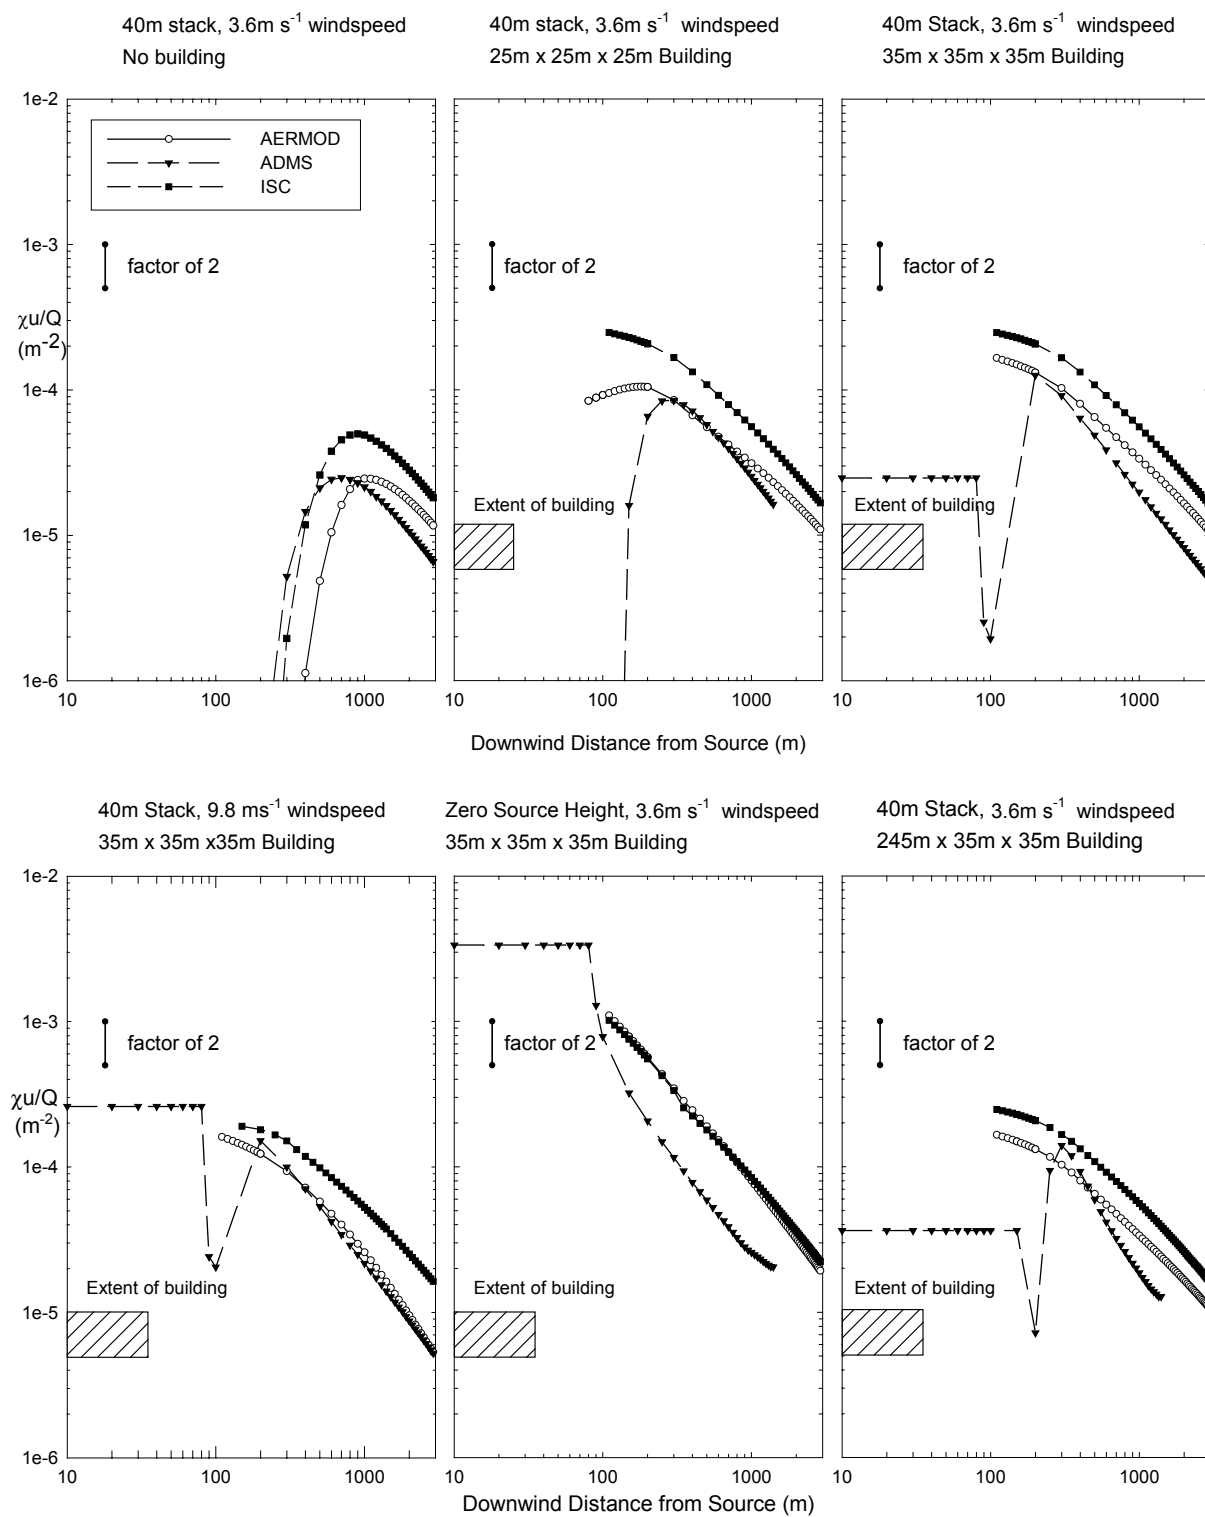 40m stack, 3.6m s-1 windspeed
No building
40m stack, 3.6m s-1 windspeed
25m x 25m x 25m Building
40m Stack, 3.6m s-1 windspeed
35m x 35m x 35m Building
1e-2
1e-3
1e-4
1e-5
1e-6
χu/Q
(m-2)
AERMOD
ADMS
ISC
factor of 2
factor of 2
factor of 2
Extent of building
Extent of building
10
100
1000
10
100
1000
10
100
1000
Downwind Distance from Source (m)
40m Stack, 9.8 ms-1 windspeed
35m x 35m x35m Building
Zero Source Height, 3.6m s-1 windspeed
35m x 35m x 35m Building
40m Stack, 3.6m s-1 windspeed
245m x 35m x 35m Building
1e-2
1e-3
1e-4
1e-5
1e-6
χu/Q
(m-2)
factor of 2
factor of 2
factor of 2
Extent of building
Extent of building
Extent of building
10
100
1000
10
100
1000
10
100
1000
Downwind Distance from Source (m)